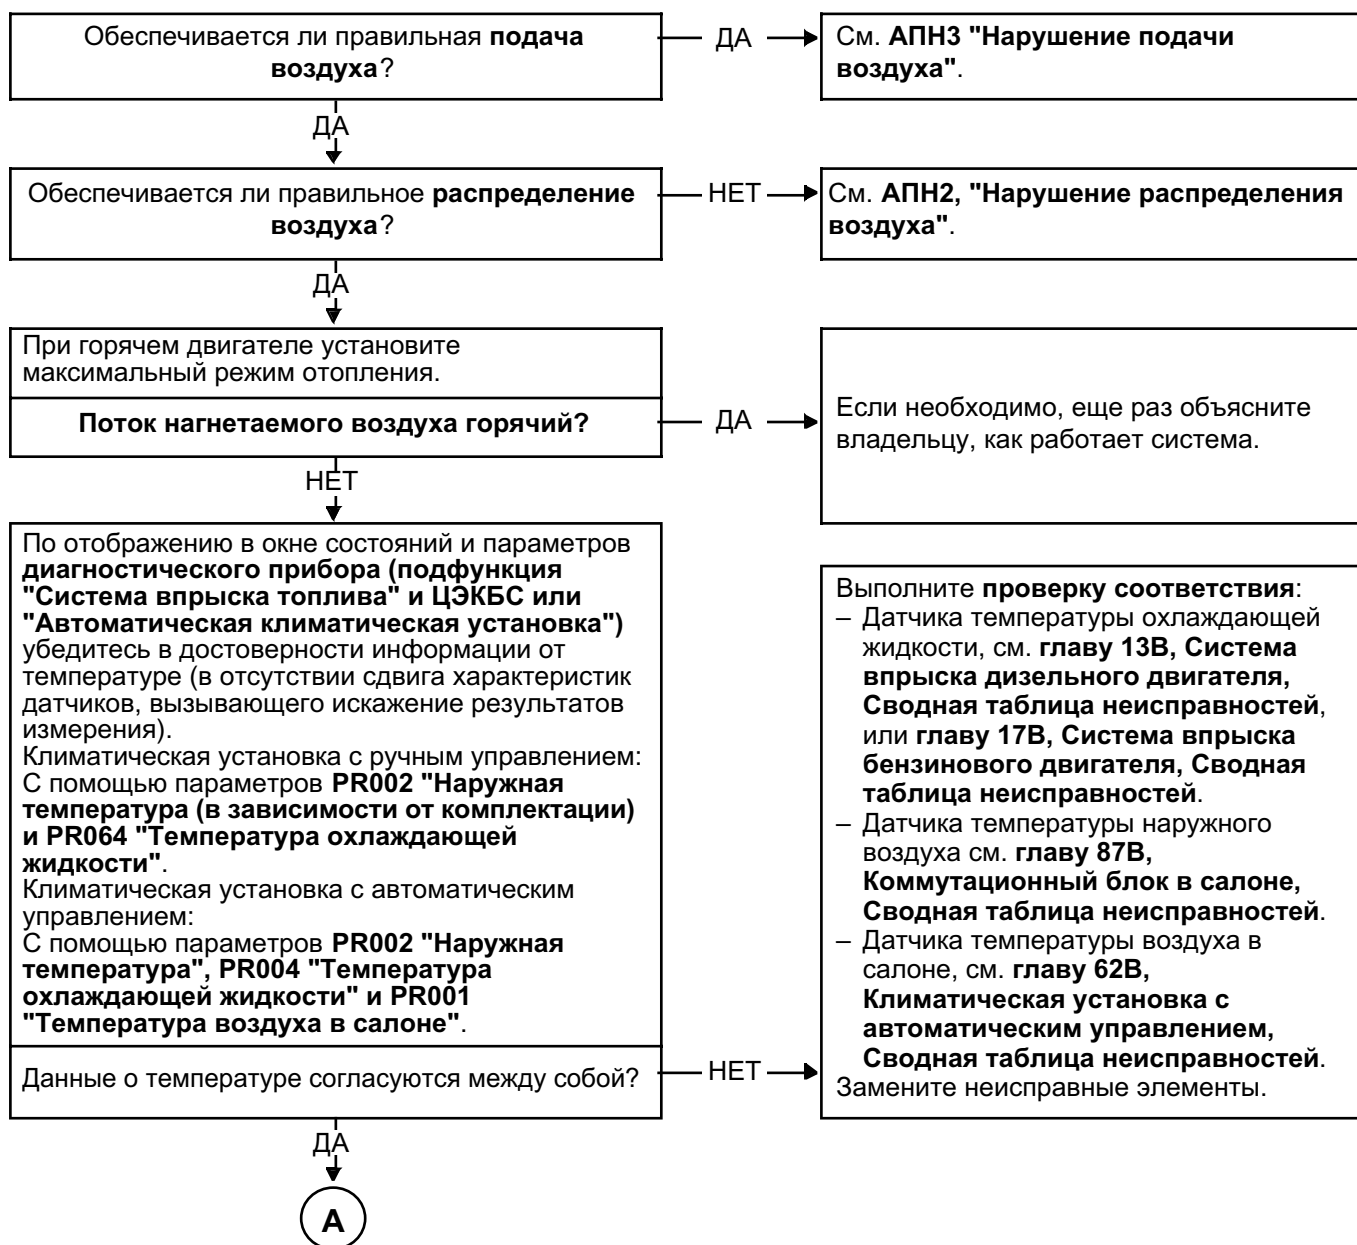 Обеспечивается ли правильная подача
воздуха?
ДА
См. АПН3 "Нарушение подачи
воздуха".
ДА
Обеспечивается ли правильное распределение
воздуха?
НЕТ
См. АПН2, "Нарушение распределения
воздуха".
ДА
При горячем двигателе установите
максимальный режим отопления.
Поток нагнетаемого воздуха горячий?
ДА
Если необходимо, еще раз объясните
владельцу, как работает система.
НЕТ
По отображению в окне состояний и параметров
диагностического прибора (подфункция
"Система впрыска топлива" и ЦЭКБС или
"Автоматическая климатическая установка")
убедитесь в достоверности информации от
температуре (в отсутствии сдвига характеристик
датчиков, вызывающего искажение результатов
измерения).
Климатическая установка с ручным управлением:
С помощью параметров PR002 "Наружная
температура (в зависимости от комплектации)
и PR064 "Температура охлаждающей
жидкости".
Климатическая установка с автоматическим
управлением:
С помощью параметров PR002 "Наружная
температура", PR004 "Температура
охлаждающей жидкости" и PR001
"Температура воздуха в салоне".
Данные о температуре согласуются между собой?
НЕТ
Выполните проверку соответствия:
– Датчика температуры охлаждающей
жидкости, см. главу 13B, Система
впрыска дизельного двигателя,
Сводная таблица неисправностей,
или главу 17B, Система впрыска
бензинового двигателя, Сводная
таблица неисправностей.
– Датчика температуры наружного
воздуха см. главу 87B,
Коммутационный блок в салоне,
Сводная таблица неисправностей.
– Датчика температуры воздуха в
салоне, см. главу 62B,
Климатическая установка с
автоматическим управлением,
Сводная таблица неисправностей.
Замените неисправные элементы.
ДА
A